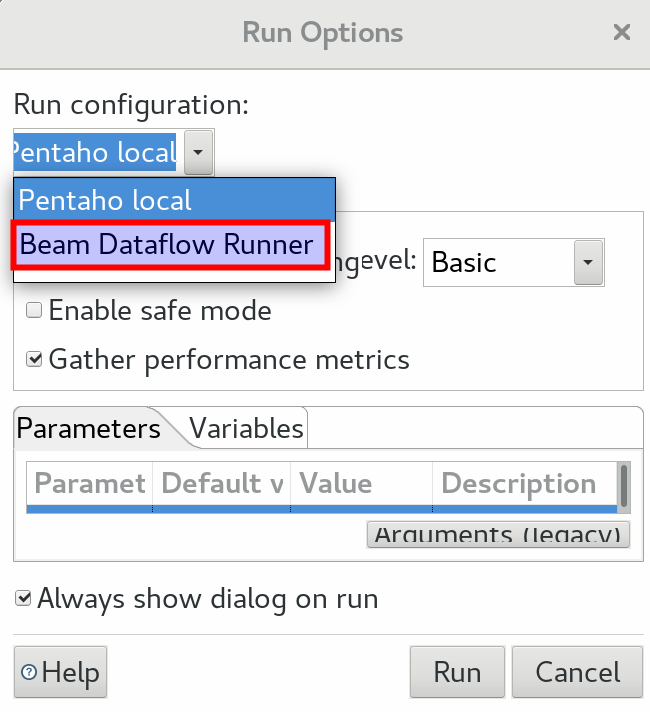 Run Options
Run configuration:
Pentaho local
Pentaho local
Beam Dataflow Runner
evel: Basic
Enable safe mode
Gather performance metrics
Parameters Variables
Paramet Default v Value Description
Arguments (legacy)
Always show dialog on run
Help Run Cancel